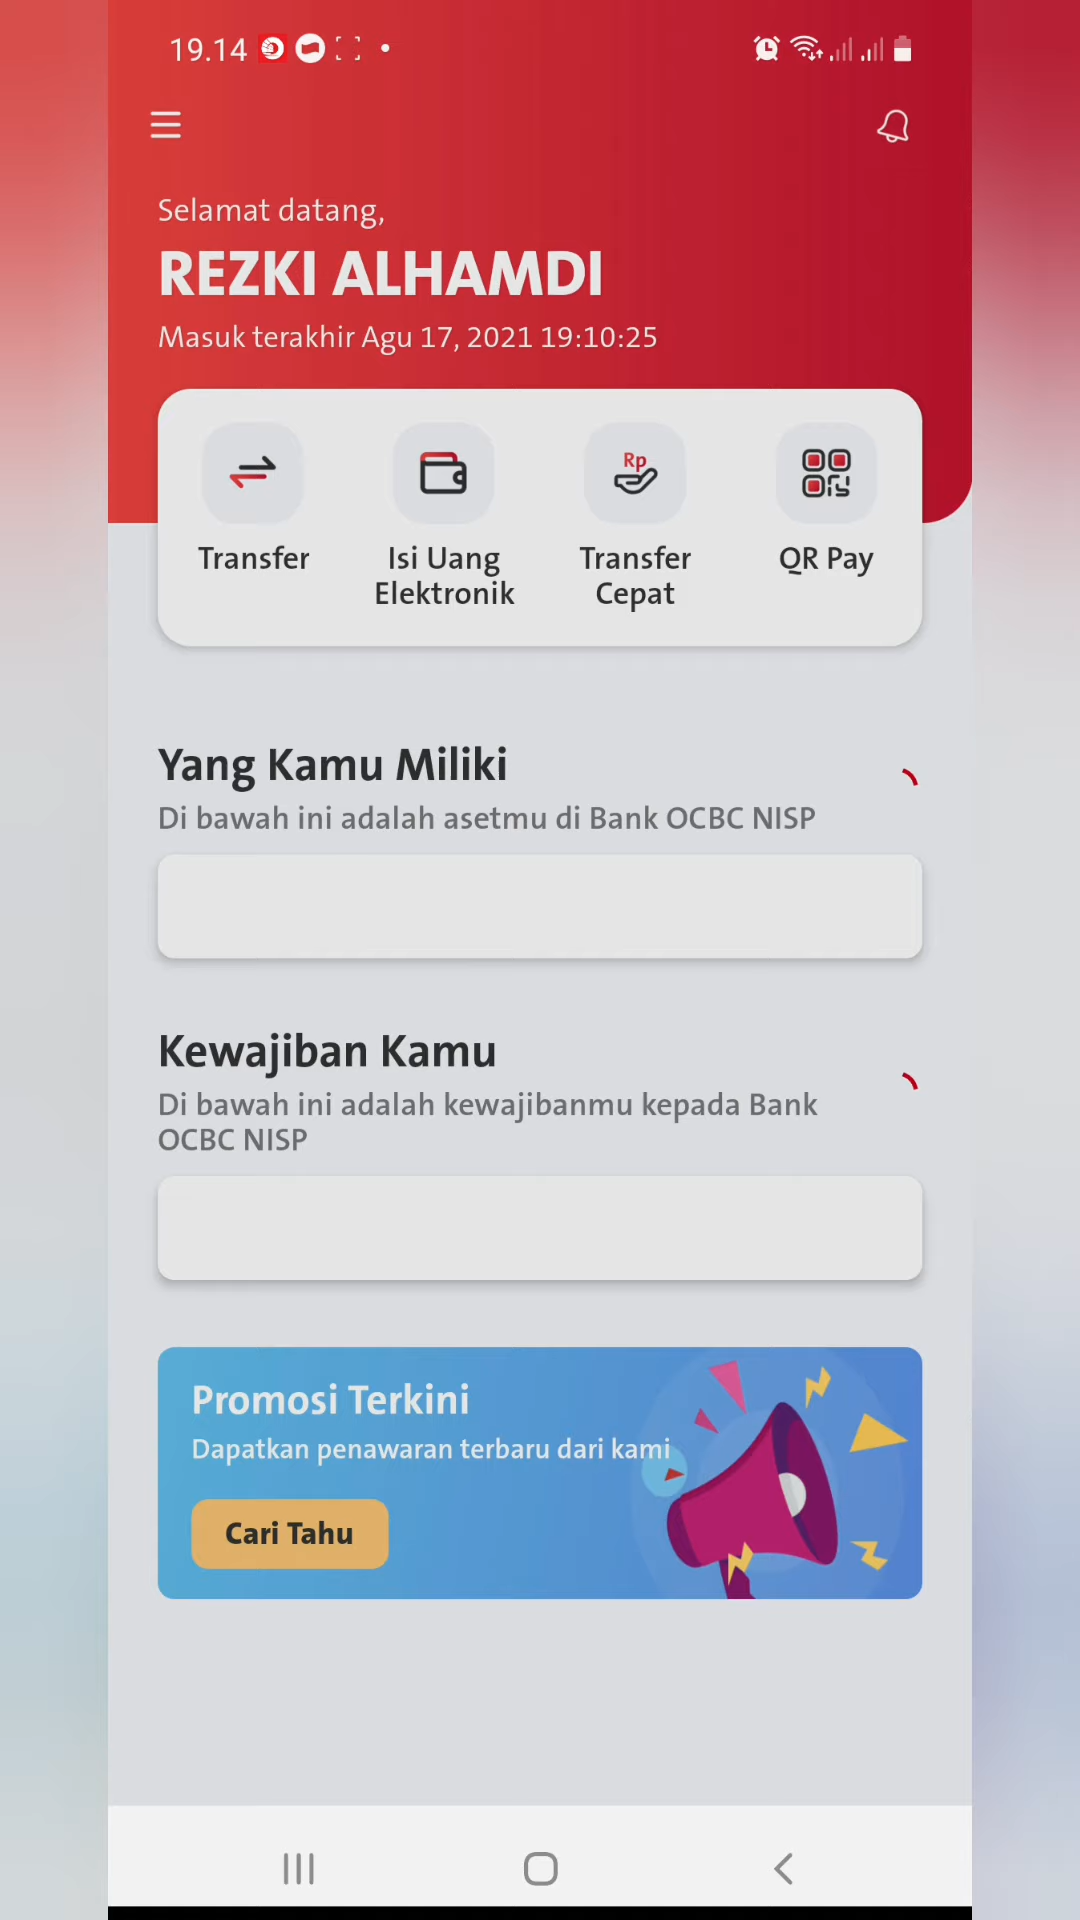 19.14
Selamat datang,
REZKI ALHAMDI
Masuk terakhir Agu 17, 2021 19:10:25
Transfer
Isi Uang
Elektronik
Rp
Transfer
Cepat
QR Pay
Yang Kamu Miliki
Di bawah ini adalah asetmu di Bank OCBC NISP
Kewajiban Kamu
Di bawah ini adalah kewajibanmu kepada Bank
OCBC NISP
Promosi Terkini
Dapatkan penawaran terbaru dari kami
Cari Tahu